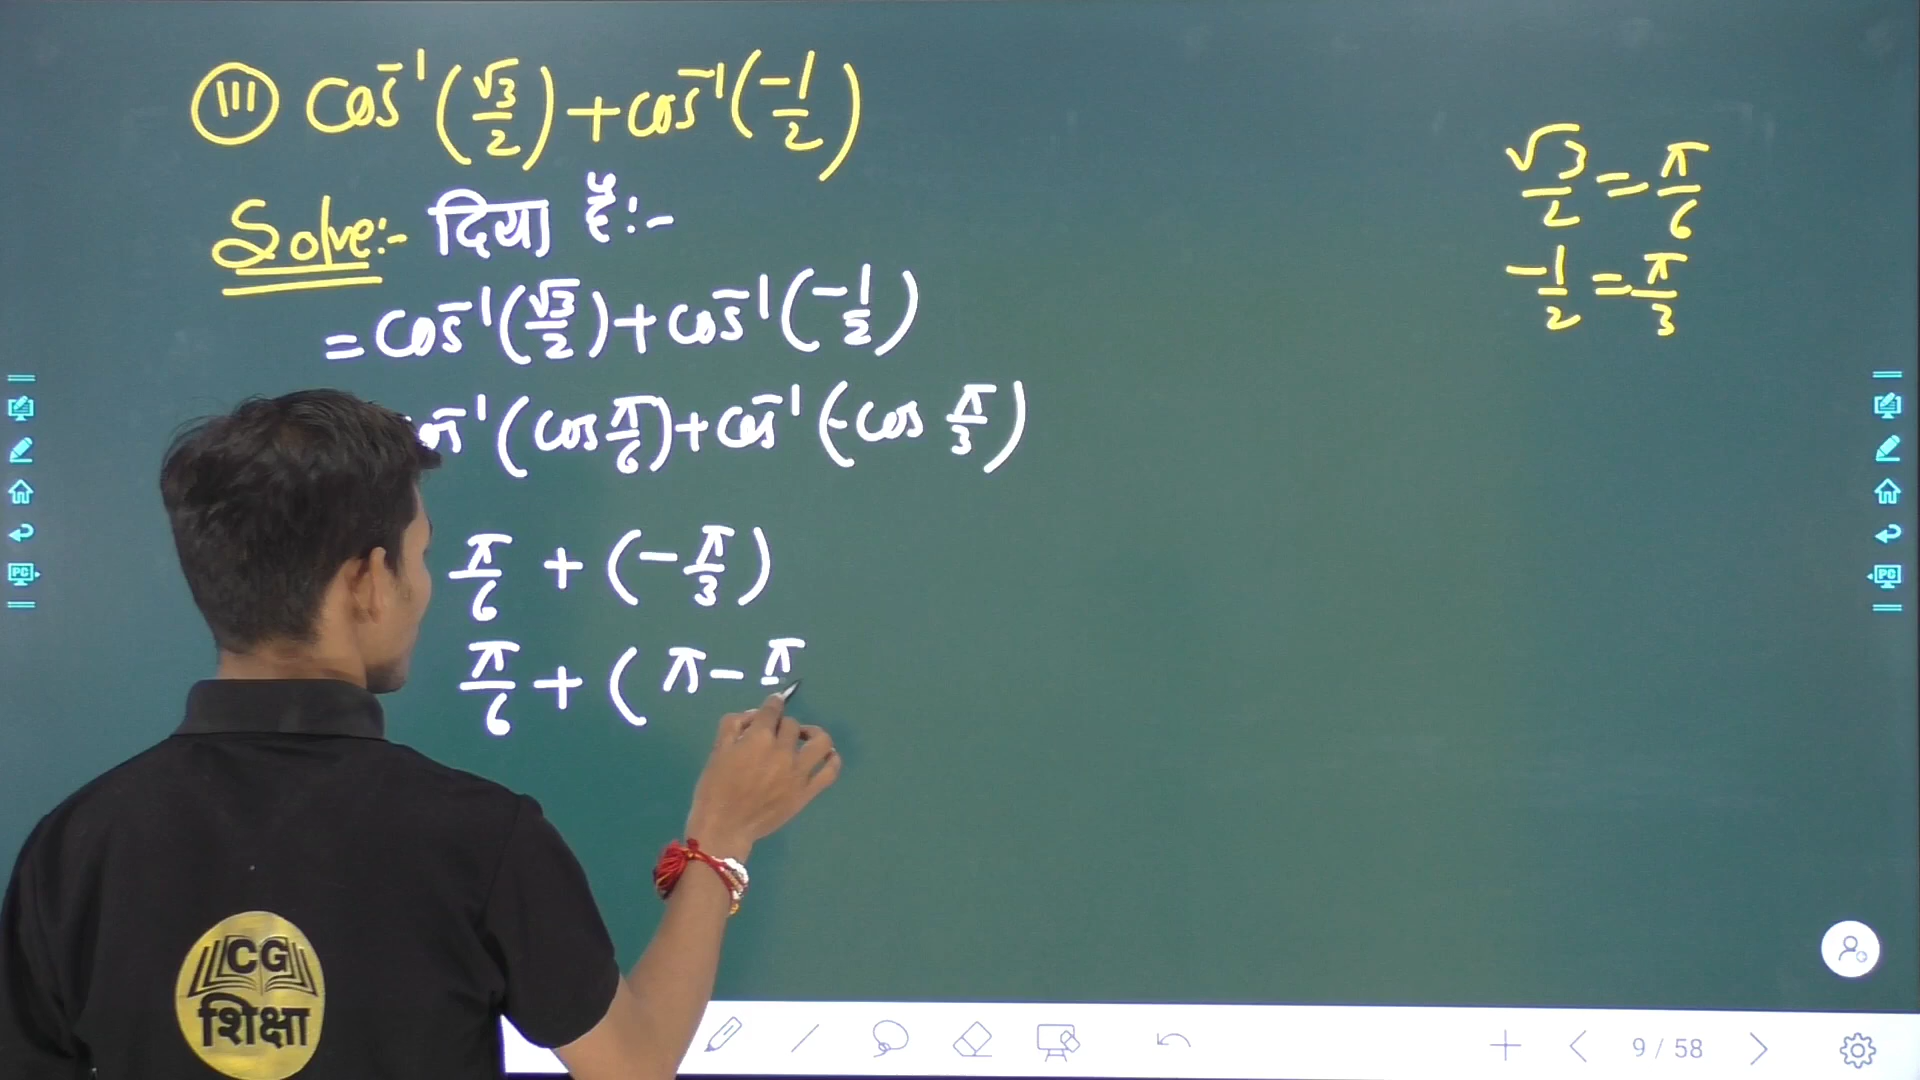 (III) cos⁻¹(√3/2) + cos⁻¹(-1/2)
Solve:- दिया है:-
= cos⁻¹(√3/2) + cos⁻¹(-1/2)
cos⁻¹(cos π/6) + cos⁻¹(-cos π/3)
π/6 + (-π/3)
π/6 + (π - π
√3/2 = π/6
-1/2 = π/3
PC
PC
CG
शिक्षा
9 / 58